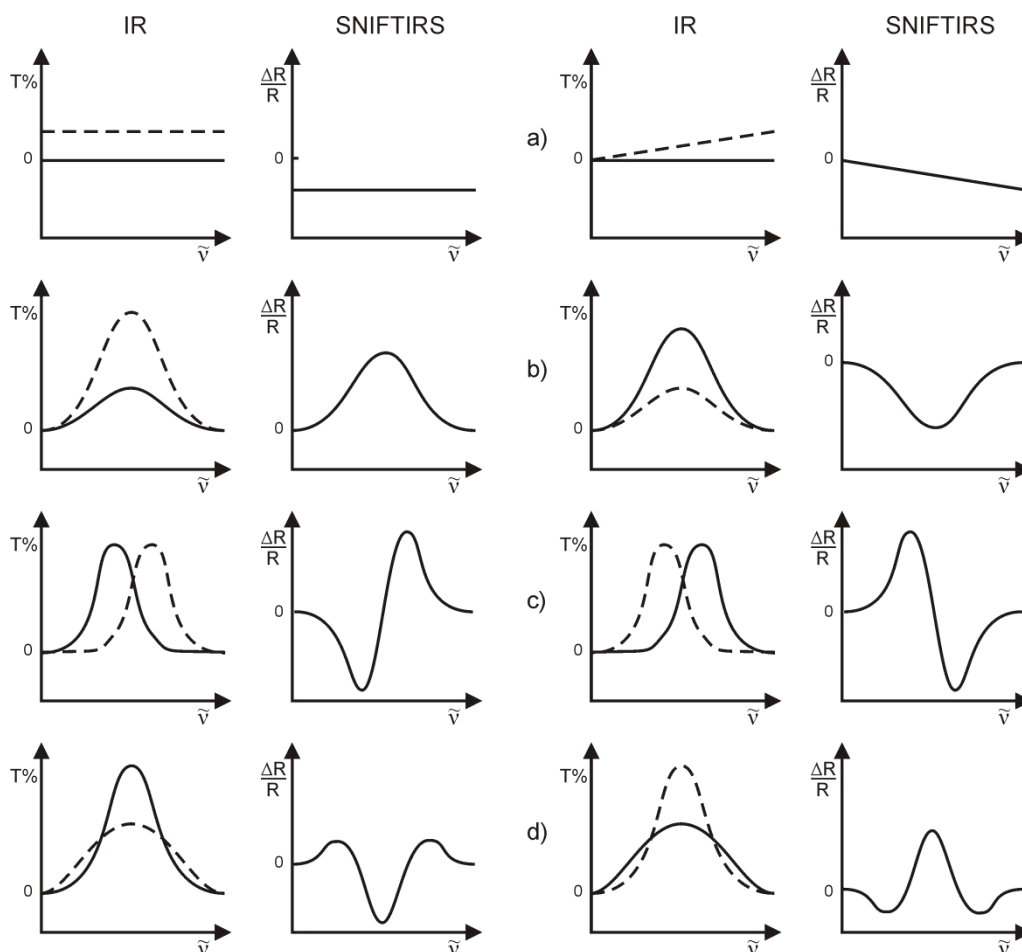 IR SNIFTIRS IR SNIFTIRS
T% ΔR/R a) T% ΔR/R
0 0 0 0
ṽ ṽ ṽ ṽ
T% ΔR/R b) T% ΔR/R
0 0 0 0
ṽ ṽ ṽ ṽ
T% ΔR/R c) T% ΔR/R
0 0 0 0
ṽ ṽ ṽ ṽ
T% ΔR/R d) T% ΔR/R
0 0 0 0
ṽ ṽ ṽ ṽ